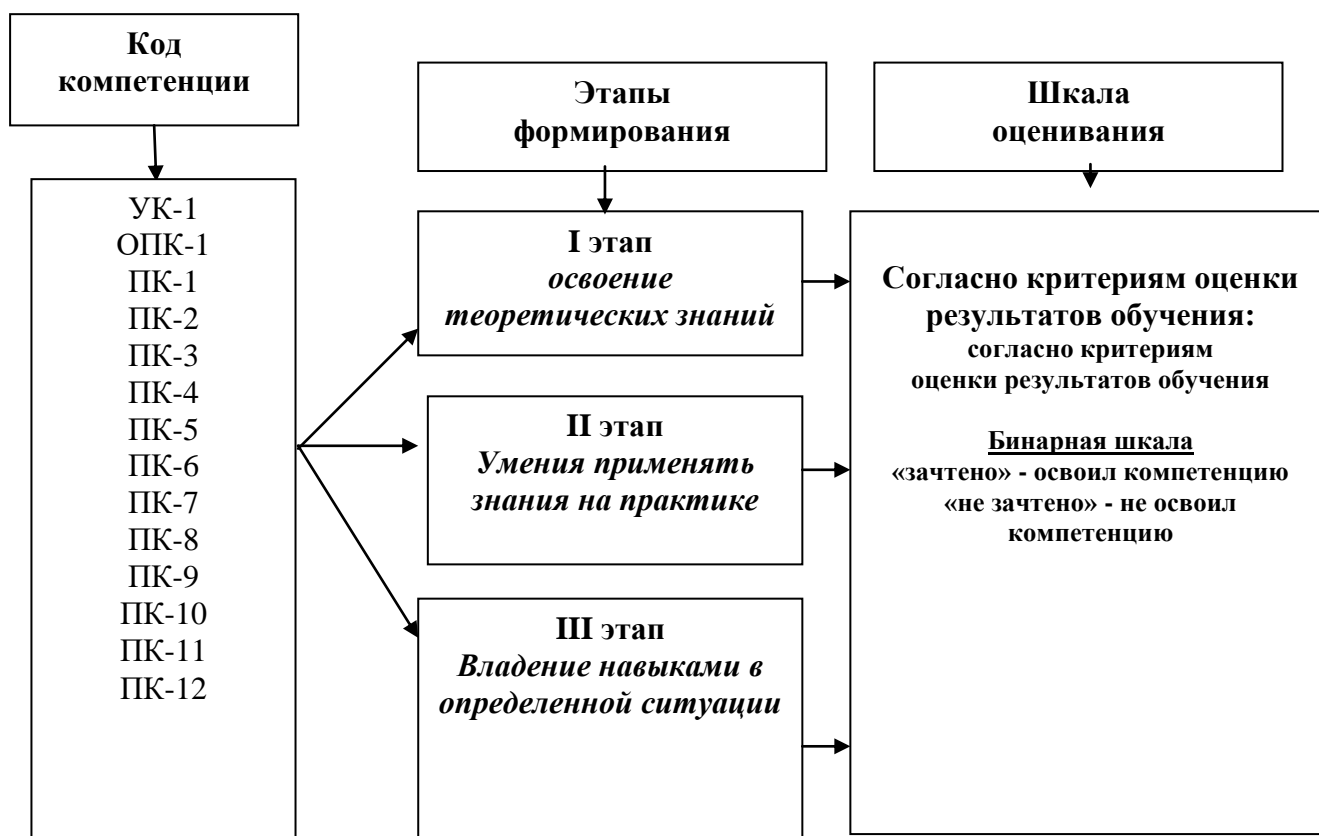 Код
компетенции
Этапы
формирования
Шкала
оценивания
УК-1
ОПК-1
ПК-1
ПК-2
ПК-3
ПК-4
ПК-5
ПК-6
ПК-7
ПК-8
ПК-9
ПК-10
ПК-11
ПК-12
I этап
освоение
теоретических знаний
II этап
Умения применять
знания на практике
III этап
Владение навыками в
определенной ситуации
Согласно критериям оценки
результатов обучения:
согласно критериям
оценки результатов обучения
Бинарная шкала
«зачтено» - освоил компетенцию
«не зачтено» - не освоил
компетенцию